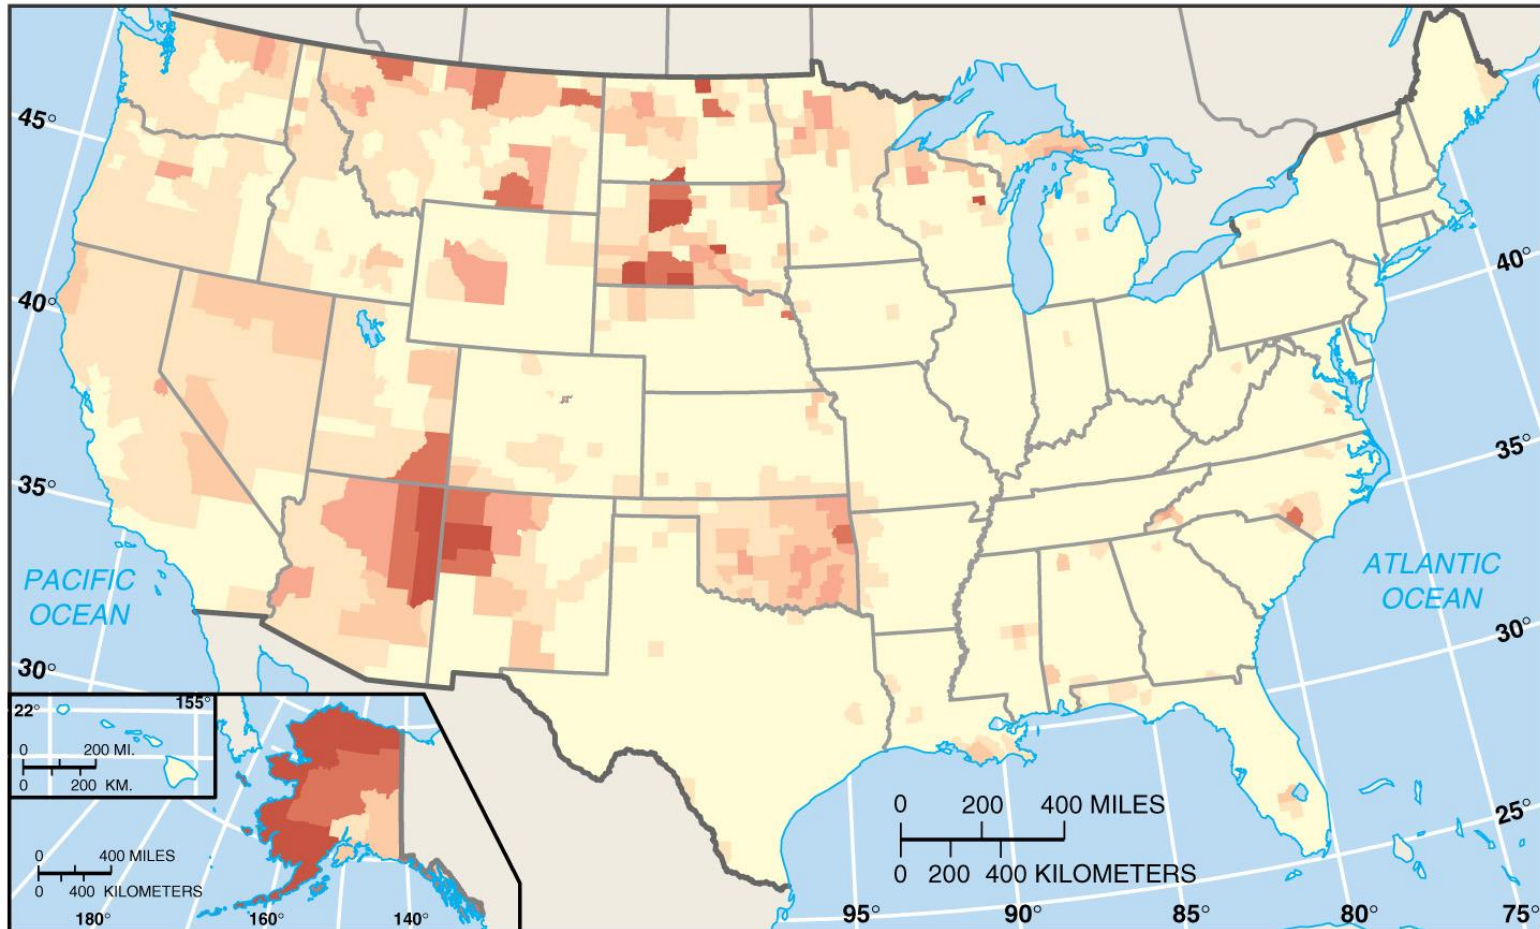 45°
40°
35°
30°
PACIFIC
OCEAN
40°
35°
30°
25°
ATLANTIC
OCEAN
155°
22°
0 200 MI.
0 200 KM.
0 400 MILES
0 400 KILOMETERS
180° 160° 140°
0 200 400 MILES
0 200 400 KILOMETERS
95° 90° 85° 80° 75°